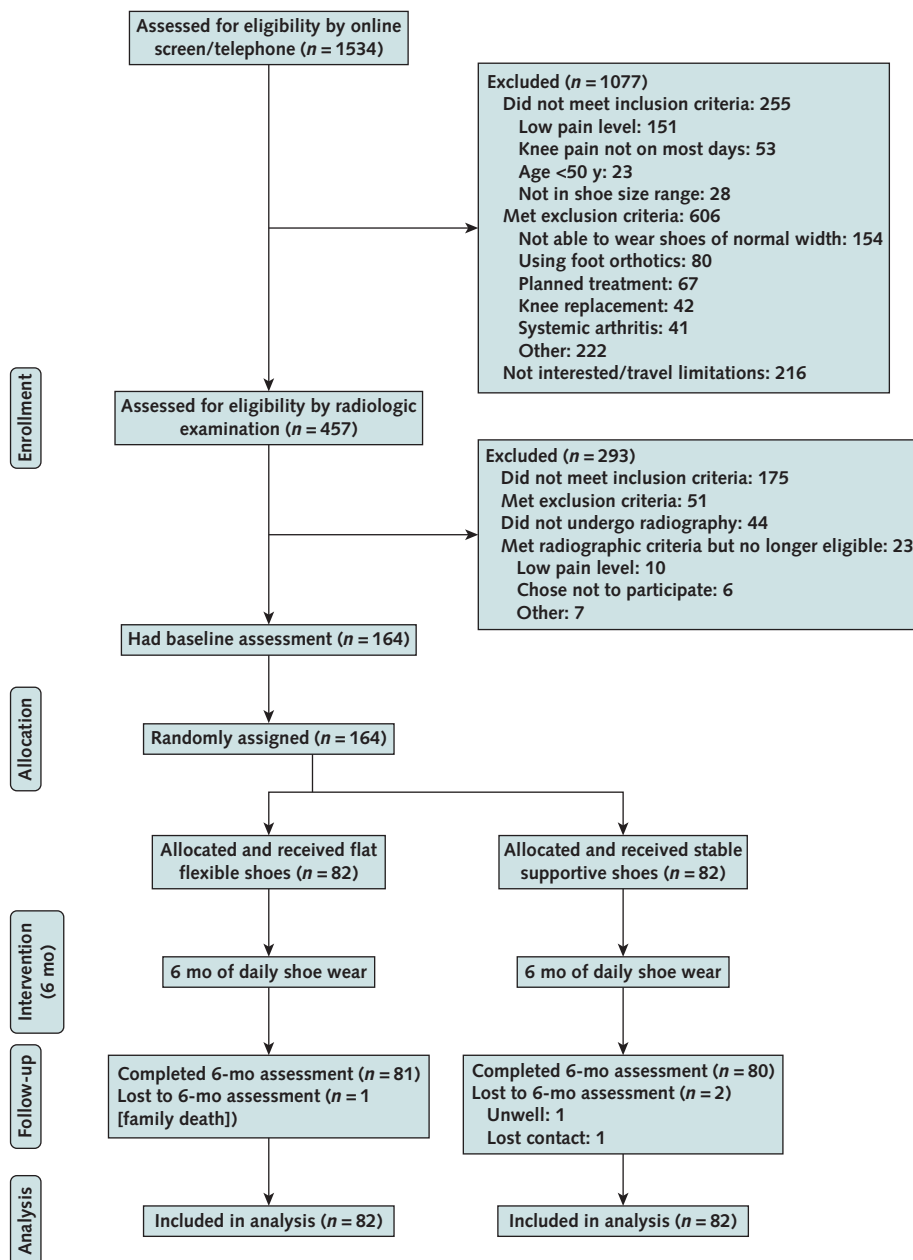 Assessed for eligibility by online
screen/telephone (n = 1534)
Excluded (n = 1077)
Did not meet inclusion criteria: 255
Low pain level: 151
Knee pain not on most days: 53
Age <50 y: 23
Not in shoe size range: 28
Met exclusion criteria: 606
Not able to wear shoes of normal width: 154
Using foot orthotics: 80
Planned treatment: 67
Knee replacement: 42
Systemic arthritis: 41
Other: 222
Not interested/travel limitations: 216
Enrollment
Assessed for eligibility by radiologic
examination (n = 457)
Excluded (n = 293)
Did not meet inclusion criteria: 175
Met exclusion criteria: 51
Did not undergo radiography: 44
Met radiographic criteria but no longer eligible: 23
Low pain level: 10
Chose not to participate: 6
Other: 7
Had baseline assessment (n = 164)
Allocation
Randomly assigned (n = 164)
Allocated and received flat
flexible shoes (n = 82)
Allocated and received stable
supportive shoes (n = 82)
Intervention
(6 mo)
6 mo of daily shoe wear
6 mo of daily shoe wear
Follow-up
Completed 6-mo assessment (n = 81)
Lost to 6-mo assessment (n = 1
[family death])
Completed 6-mo assessment (n = 80)
Lost to 6-mo assessment (n = 2)
Unwell: 1
Lost contact: 1
Analysis
Included in analysis (n = 82)
Included in analysis (n = 82)